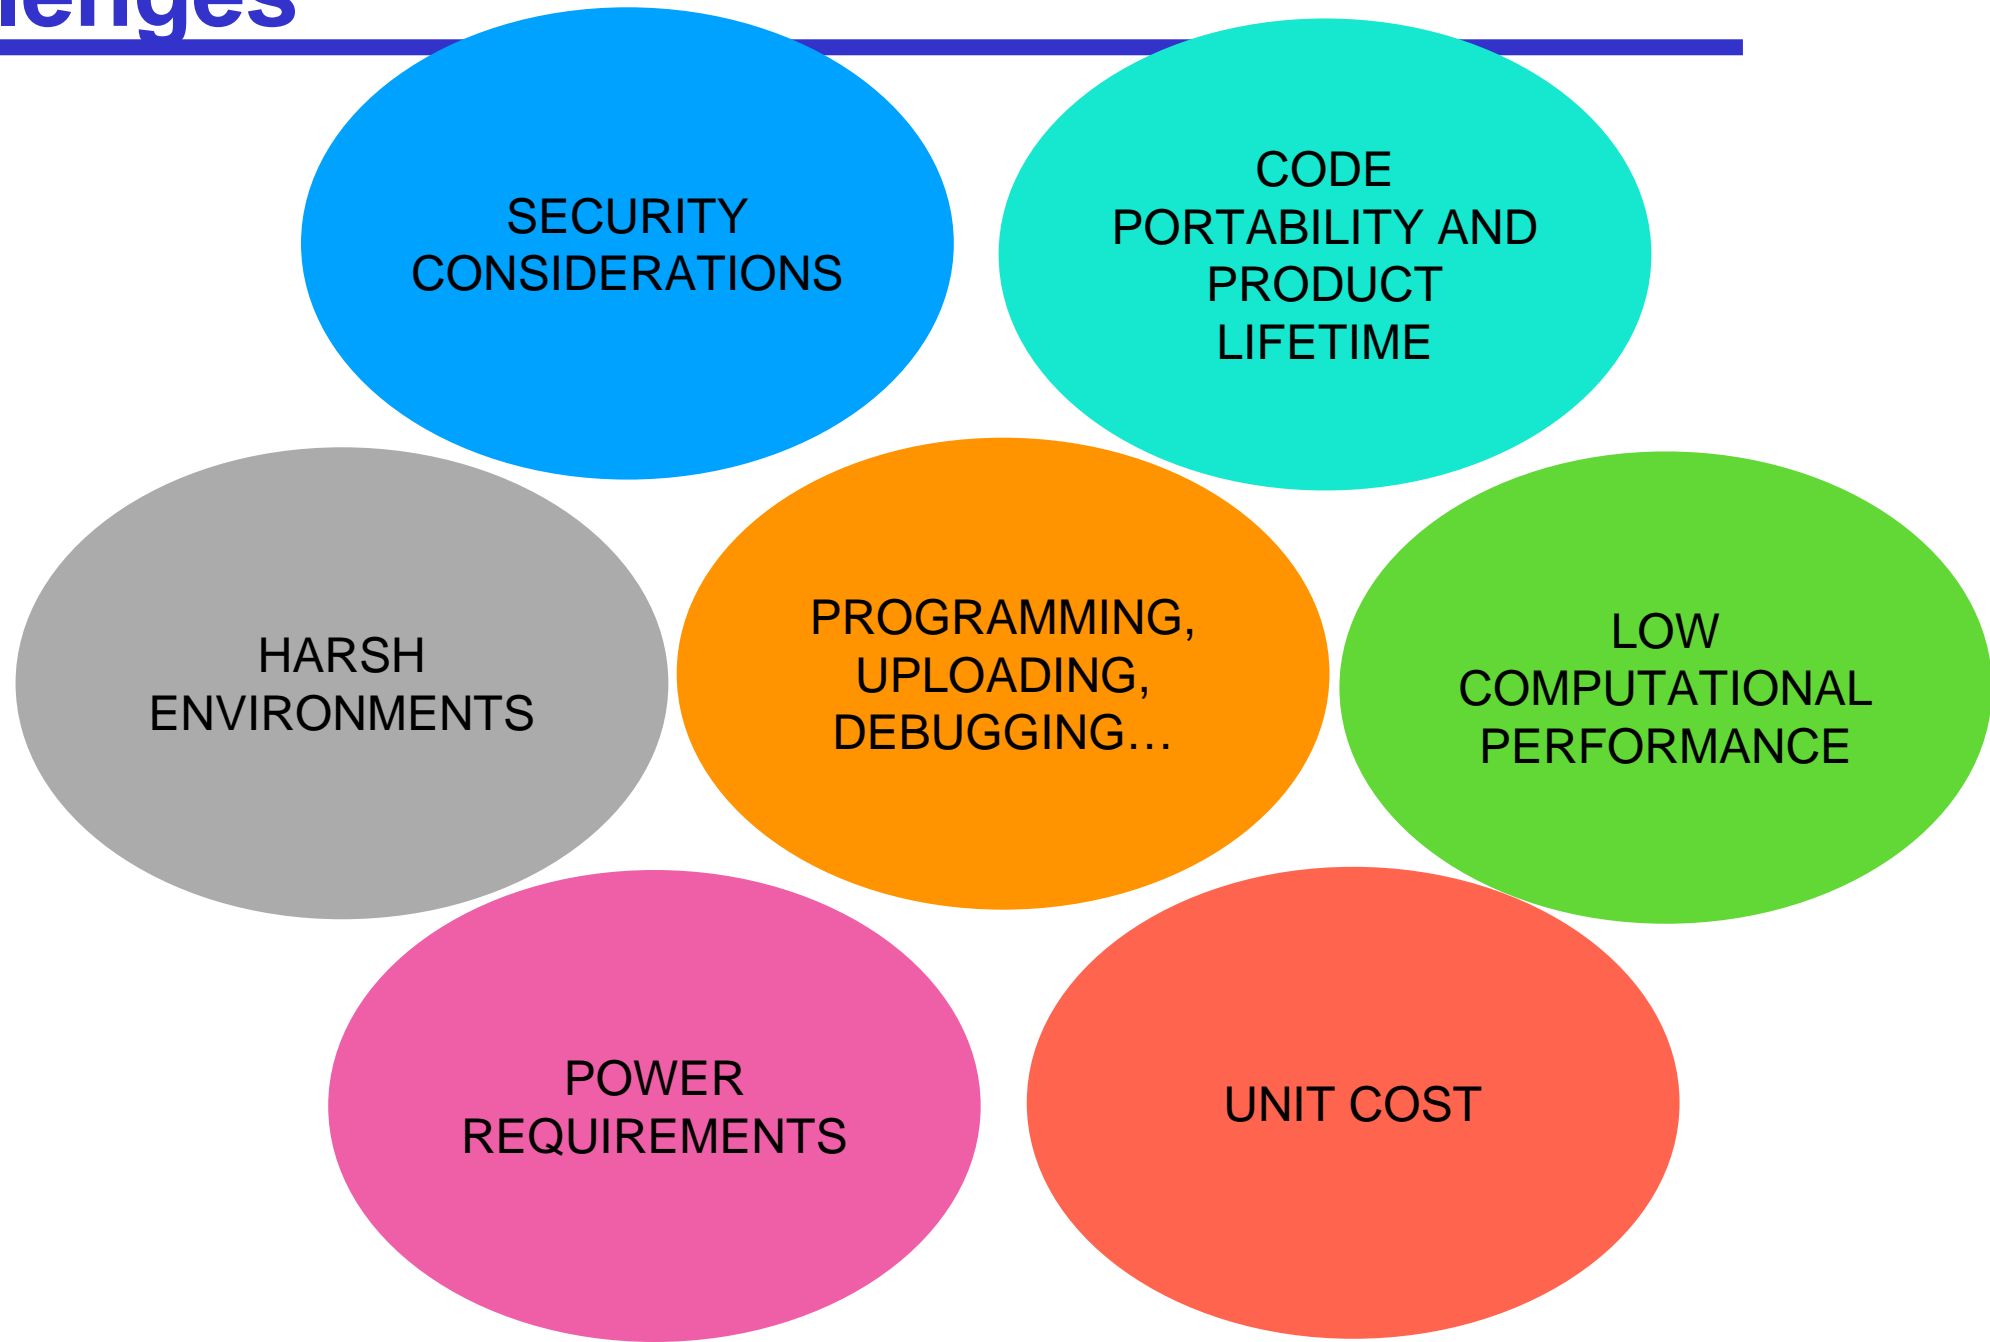 SECURITY
CONSIDERATIONS
CODE
PORTABILITY AND
PRODUCT
LIFETIME
HARSH
ENVIRONMENTS
PROGRAMMING,
UPLOADING,
DEBUGGING…
LOW
COMPUTATIONAL
PERFORMANCE
POWER
REQUIREMENTS
UNIT COST